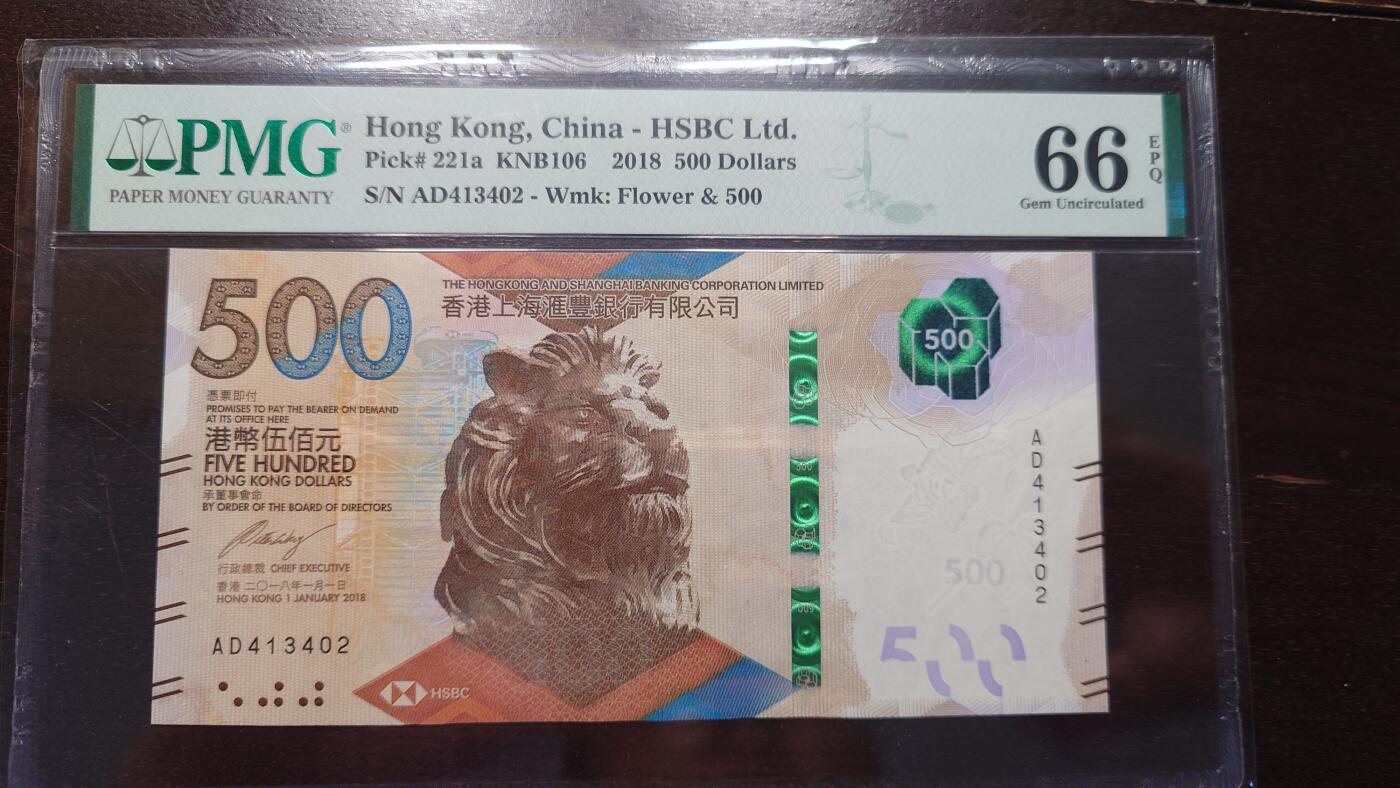 PMG®
PAPER MONEY GUARANTY
Hong Kong, China - HSBC Ltd.
Pick# 221a KNB106 2018 500 Dollars
S/N AD413402 - Wmk: Flower & 500
66
EPQ
Gem Uncirculated
500
THE HONGKONG AND SHANGHAI BANKING CORPORATION LIMITED
香港上海滙豐銀行有限公司
500
憑票即付
PROMISES TO PAY THE BEARER ON DEMAND
AT ITS OFFICE HERE
港幣伍佰元
FIVE HUNDRED
HONG KONG DOLLARS
承董事會命
BY ORDER OF THE BOARD OF DIRECTORS
行政總裁 CHIEF EXECUTIVE
香港 二〇一八年一月一日
HONG KONG 1 JANUARY 2018
AD413402
HSBC
500
500
AD413402
500
500